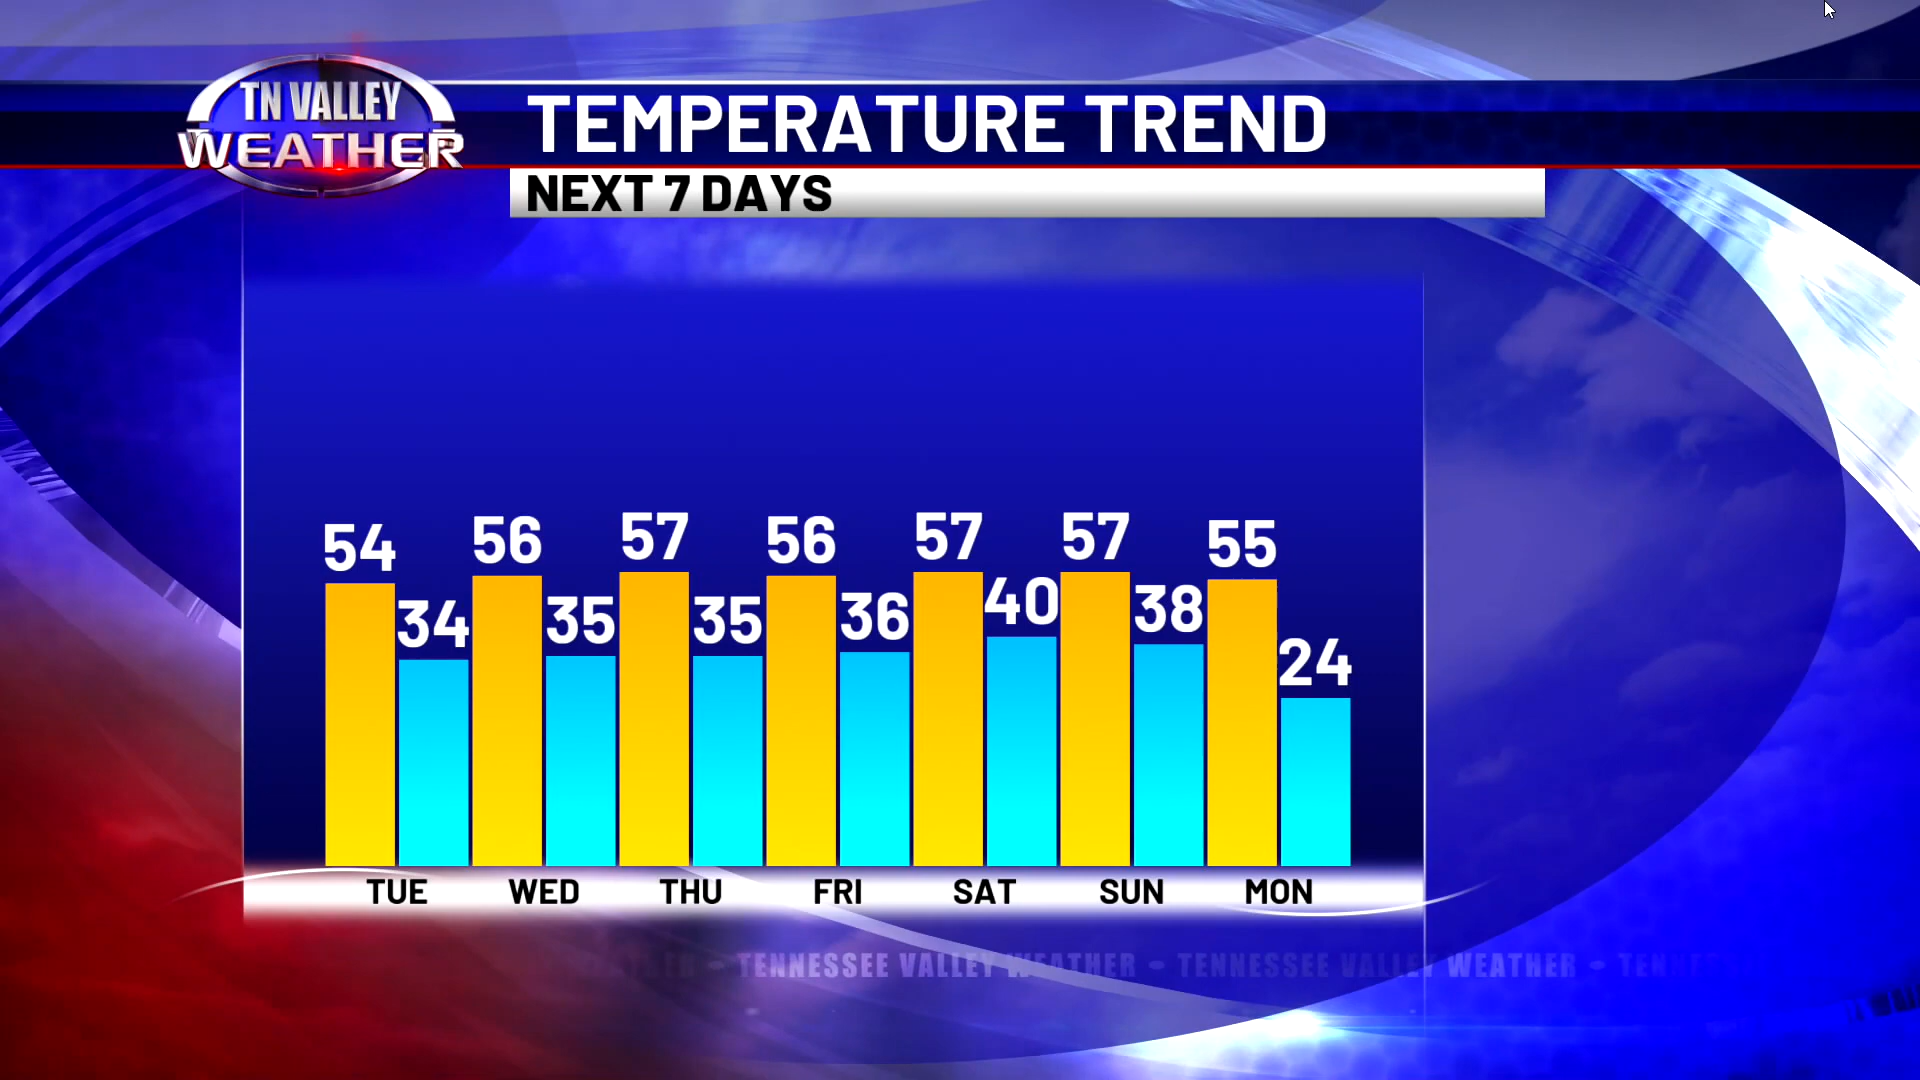 TN VALLEY
WEATHER
TEMPERATURE TREND
NEXT 7 DAYS
54 34 56 35 57 35 56 36 57 40 57 38 55 24
TUE WED THU FRI SAT SUN MON
TENNESSEE VALLEY WEATHER - TENNESSEE VALLEY WEATHER -